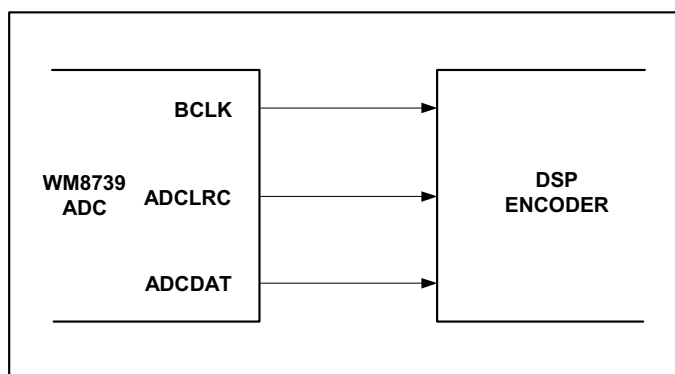 BCLK
WM8739
ADC
ADCLRC
ADCDAT
DSP
ENCODER